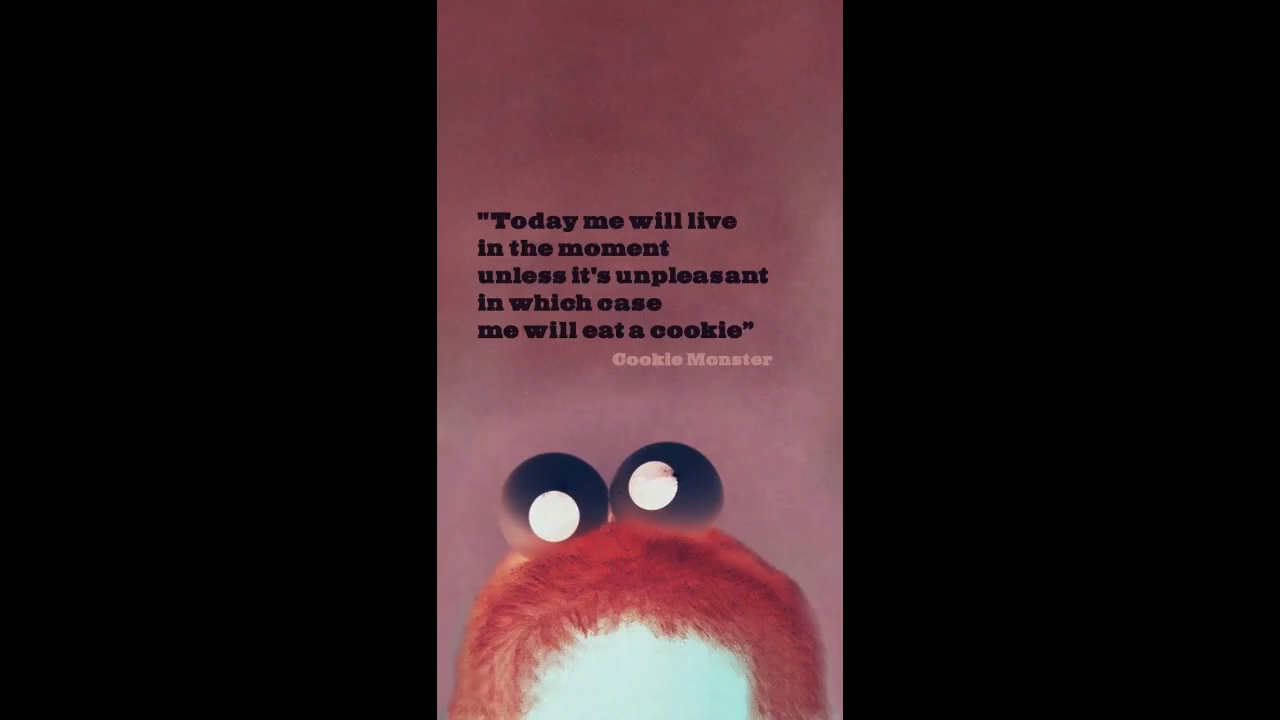 "Today me will live
in the moment
unless it's unpleasant
in which case
me will eat a cookie”
Cookie Monster